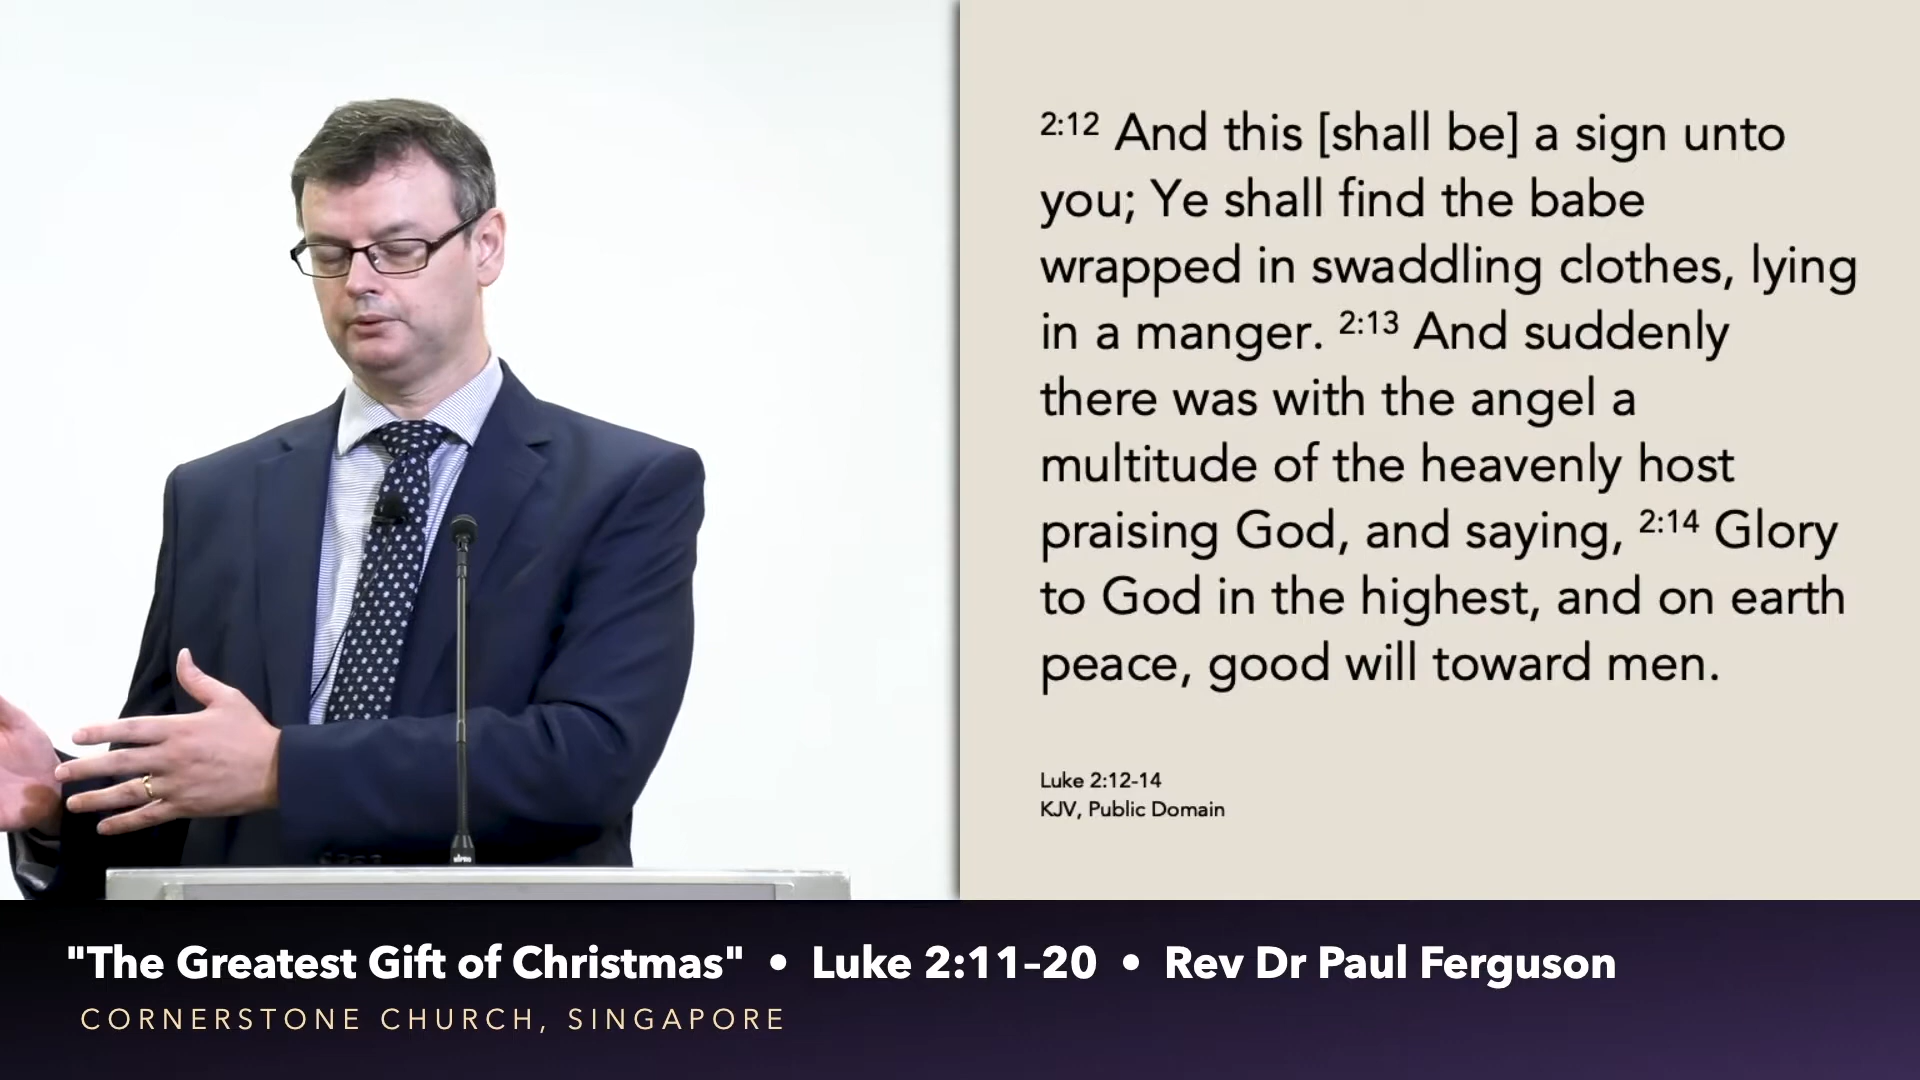 2:12 And this [shall be] a sign unto
you; Ye shall find the babe
wrapped in swaddling clothes, lying
in a manger. 2:13 And suddenly
there was with the angel a
multitude of the heavenly host
praising God, and saying, 2:14 Glory
to God in the highest, and on earth
peace, good will toward men.
Luke 2:12-14
KJV, Public Domain
"The Greatest Gift of Christmas" • Luke 2:11–20 • Rev Dr Paul Ferguson
CORNERSTONE CHURCH, SINGAPORE